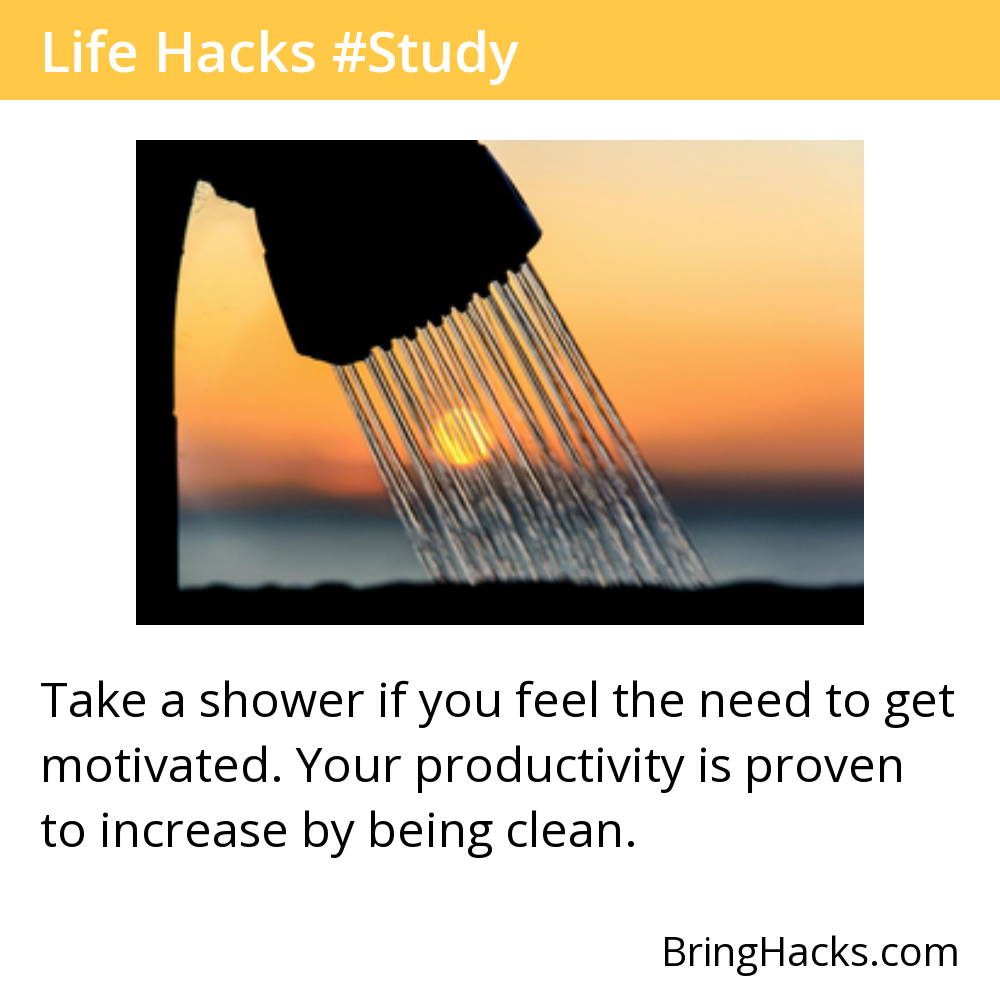 Life Hacks #Study
Take a shower if you feel the need to get
motivated. Your productivity is proven
to increase by being clean.
BringHacks.com